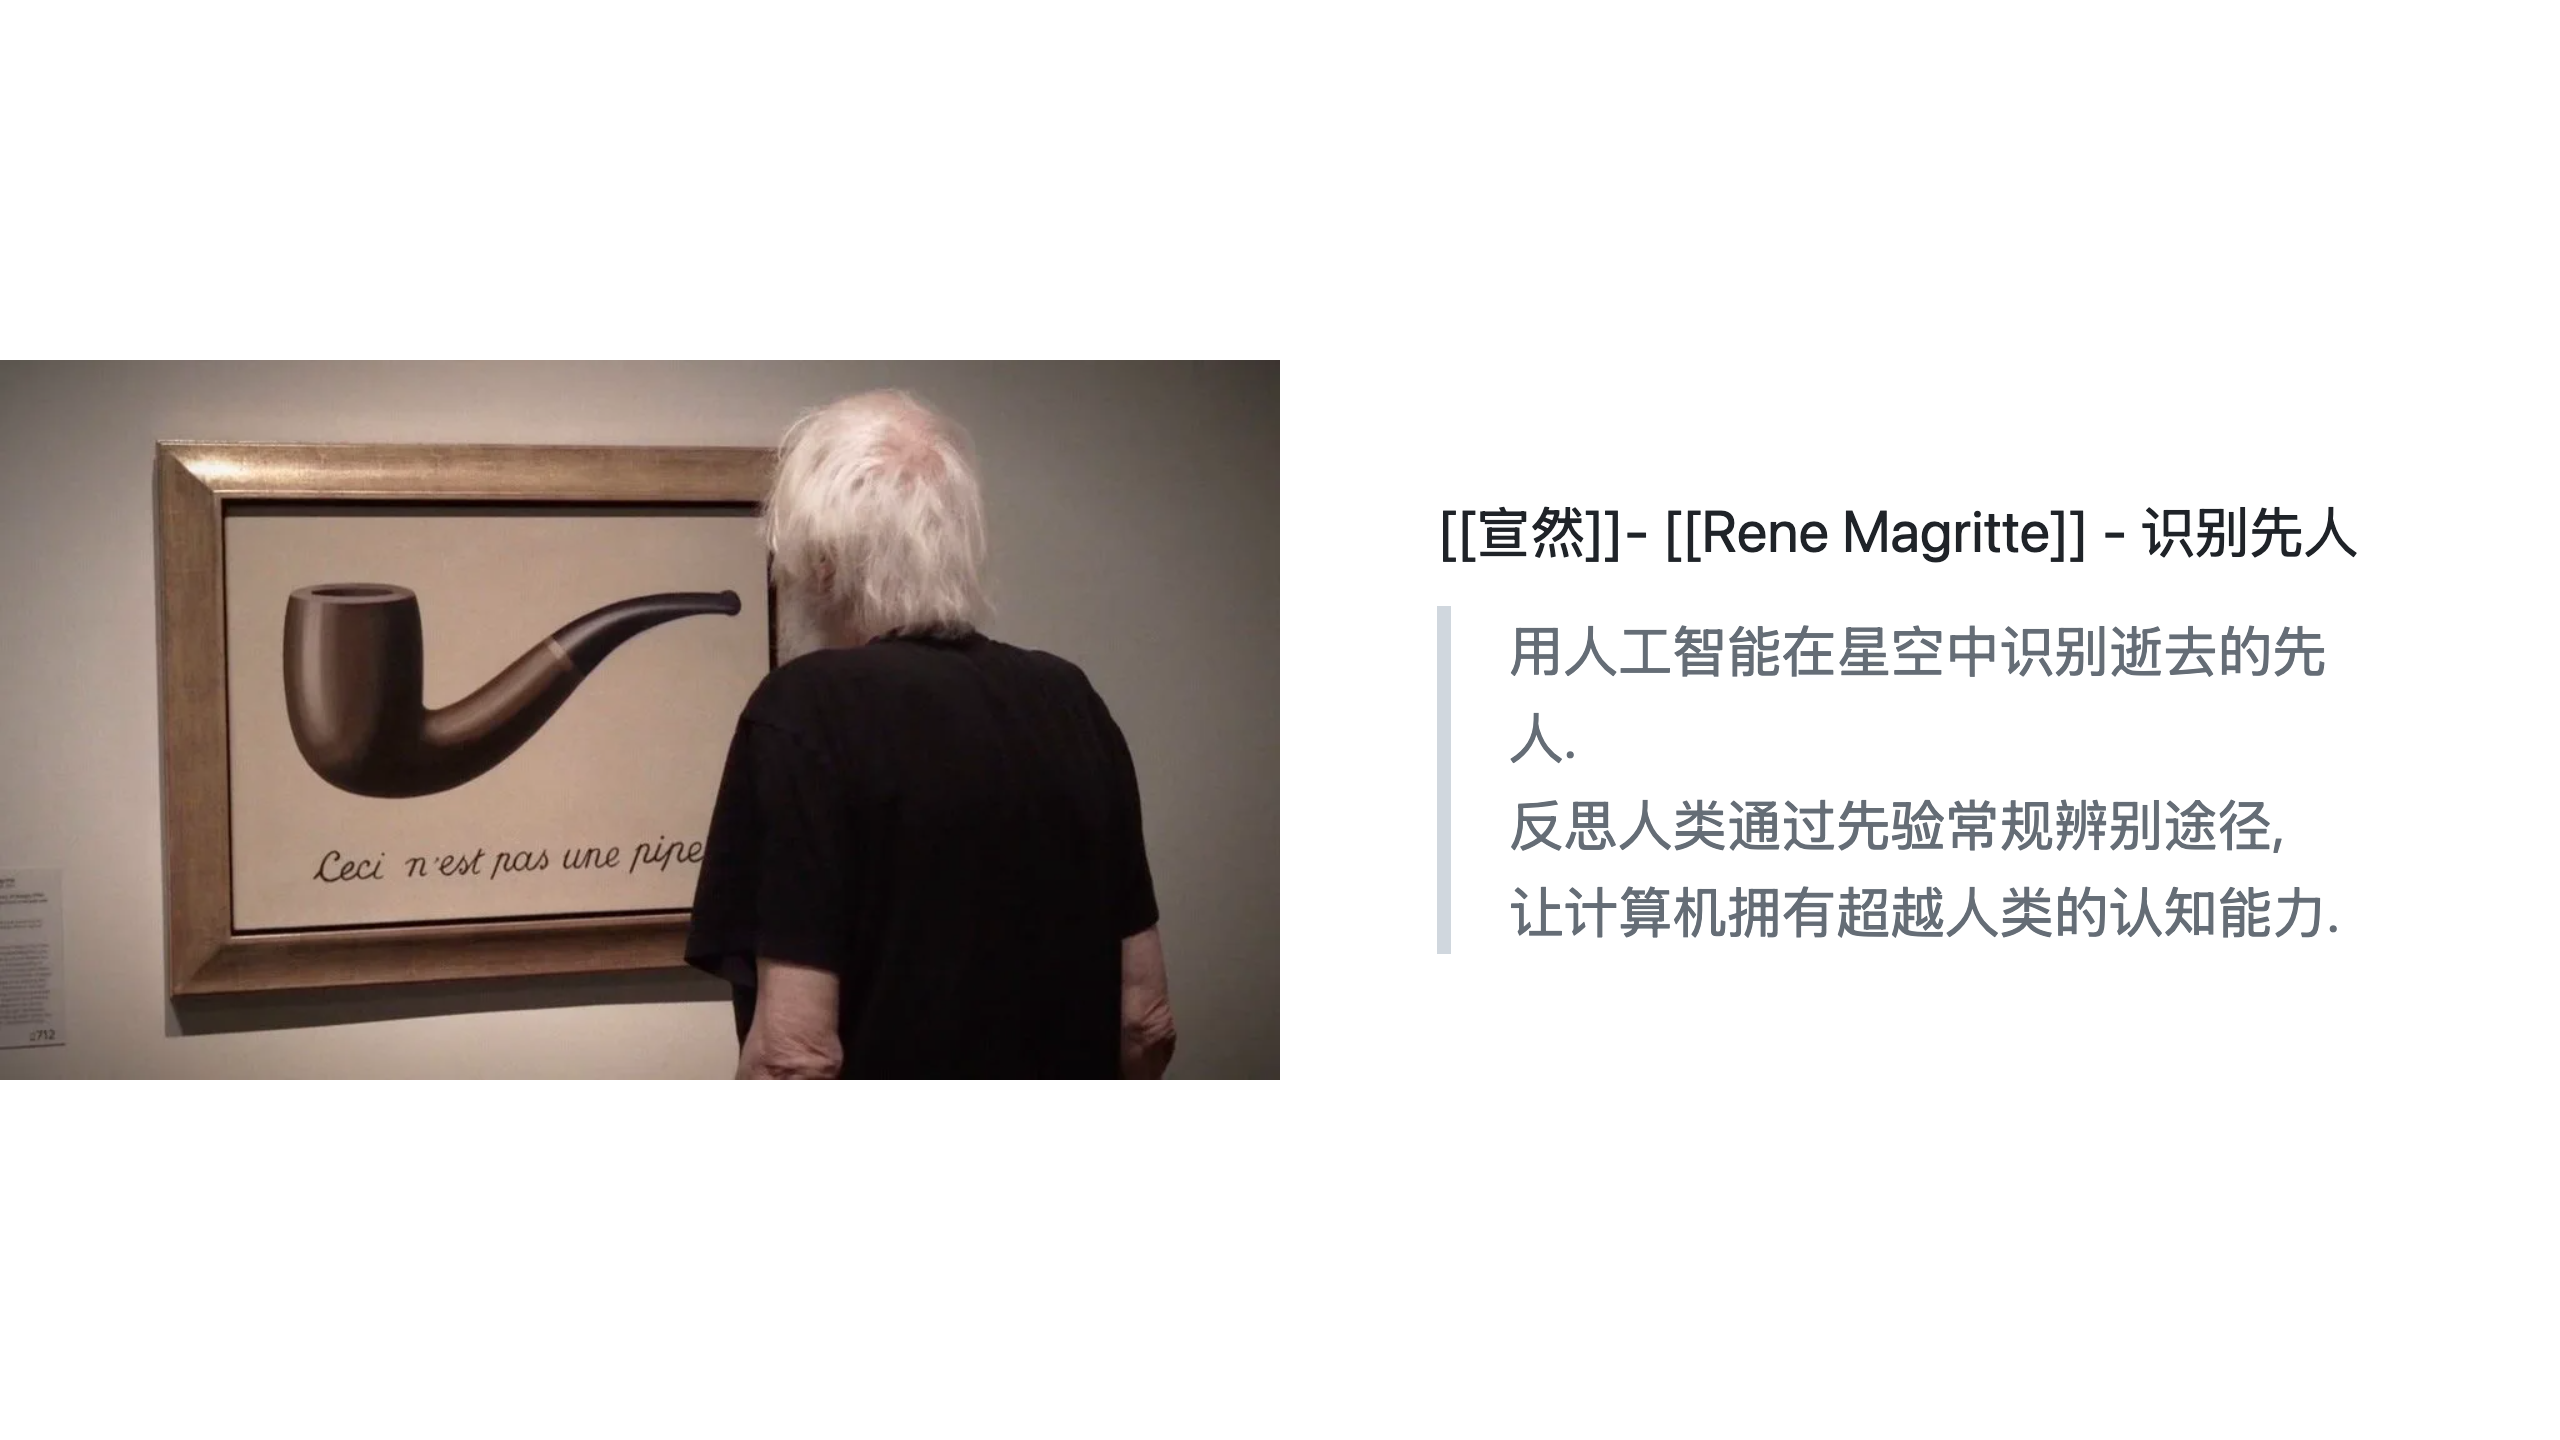 Ceci n'est pas une pipe
712
[[宣然]]- [[Rene Magritte]] - 识别先人
用人工智能在星空中识别逝去的先
人.
反思人类通过先验常规辨别途径,
让计算机拥有超越人类的认知能力.